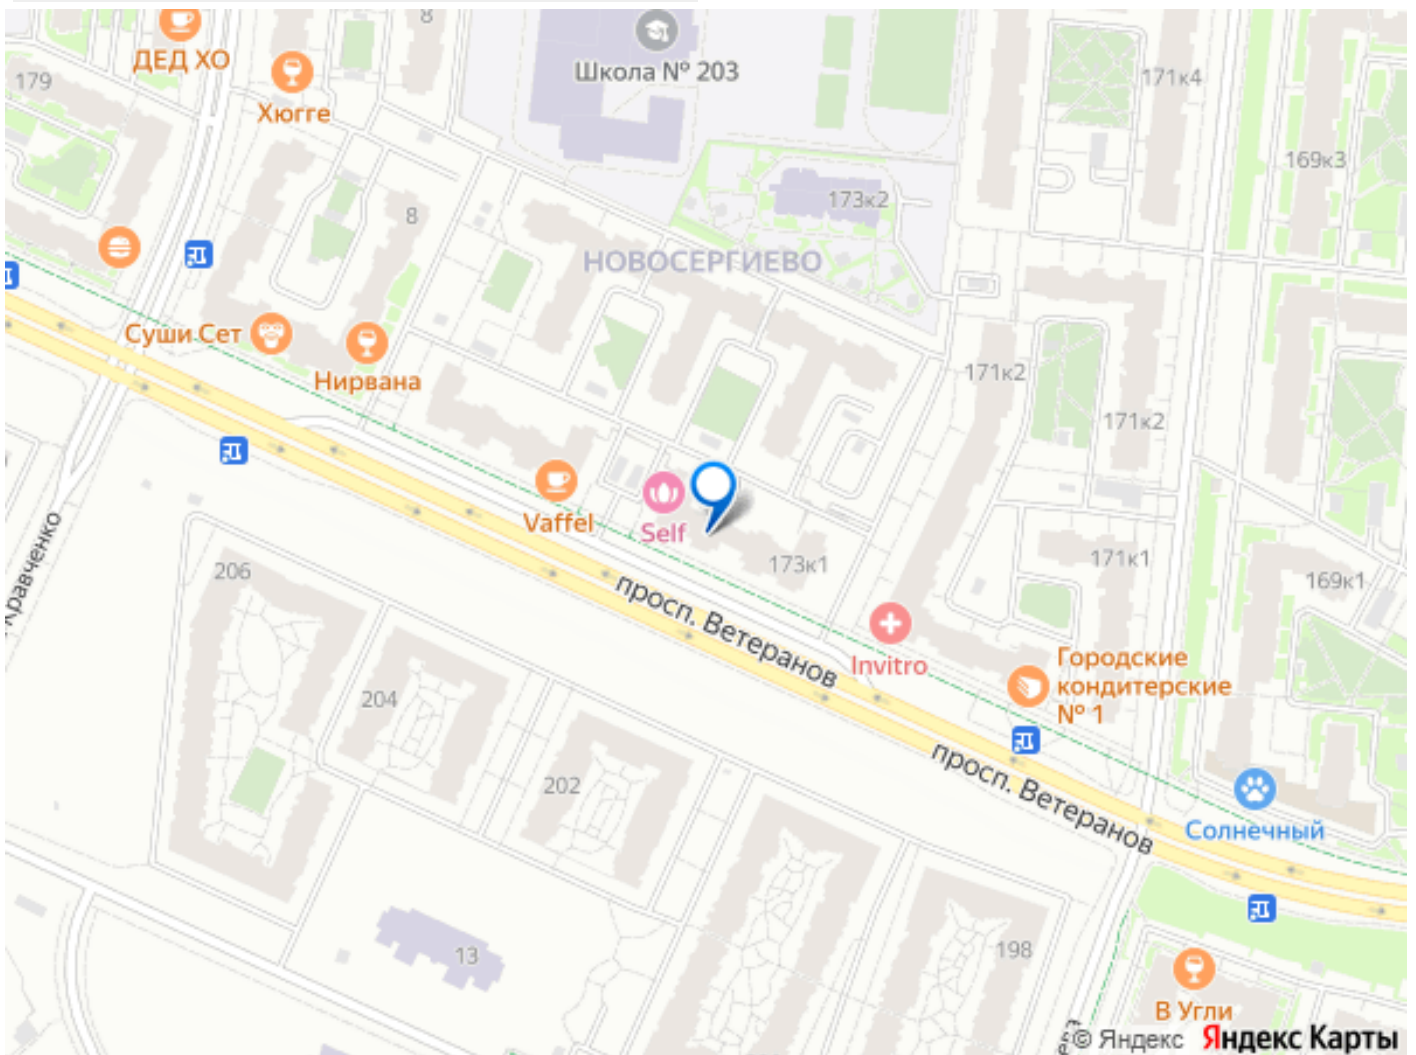 8
ДЕД ХО
179
Хюгге
Школа № 203
171к4
169к3
173к2
8
НОВОСЕРГИЕВО
Суши Сет
Нирвана
171к2
171к2
Vaffel
Self
173к1
171к1
169к1
206
Кравченко
просп. Ветеранов
Invitro
Городские
кондитерские
№ 1
204
202
просп. Ветеранов
Солнечный
13
198
В Угли
© Яндекс Яндекс Карты